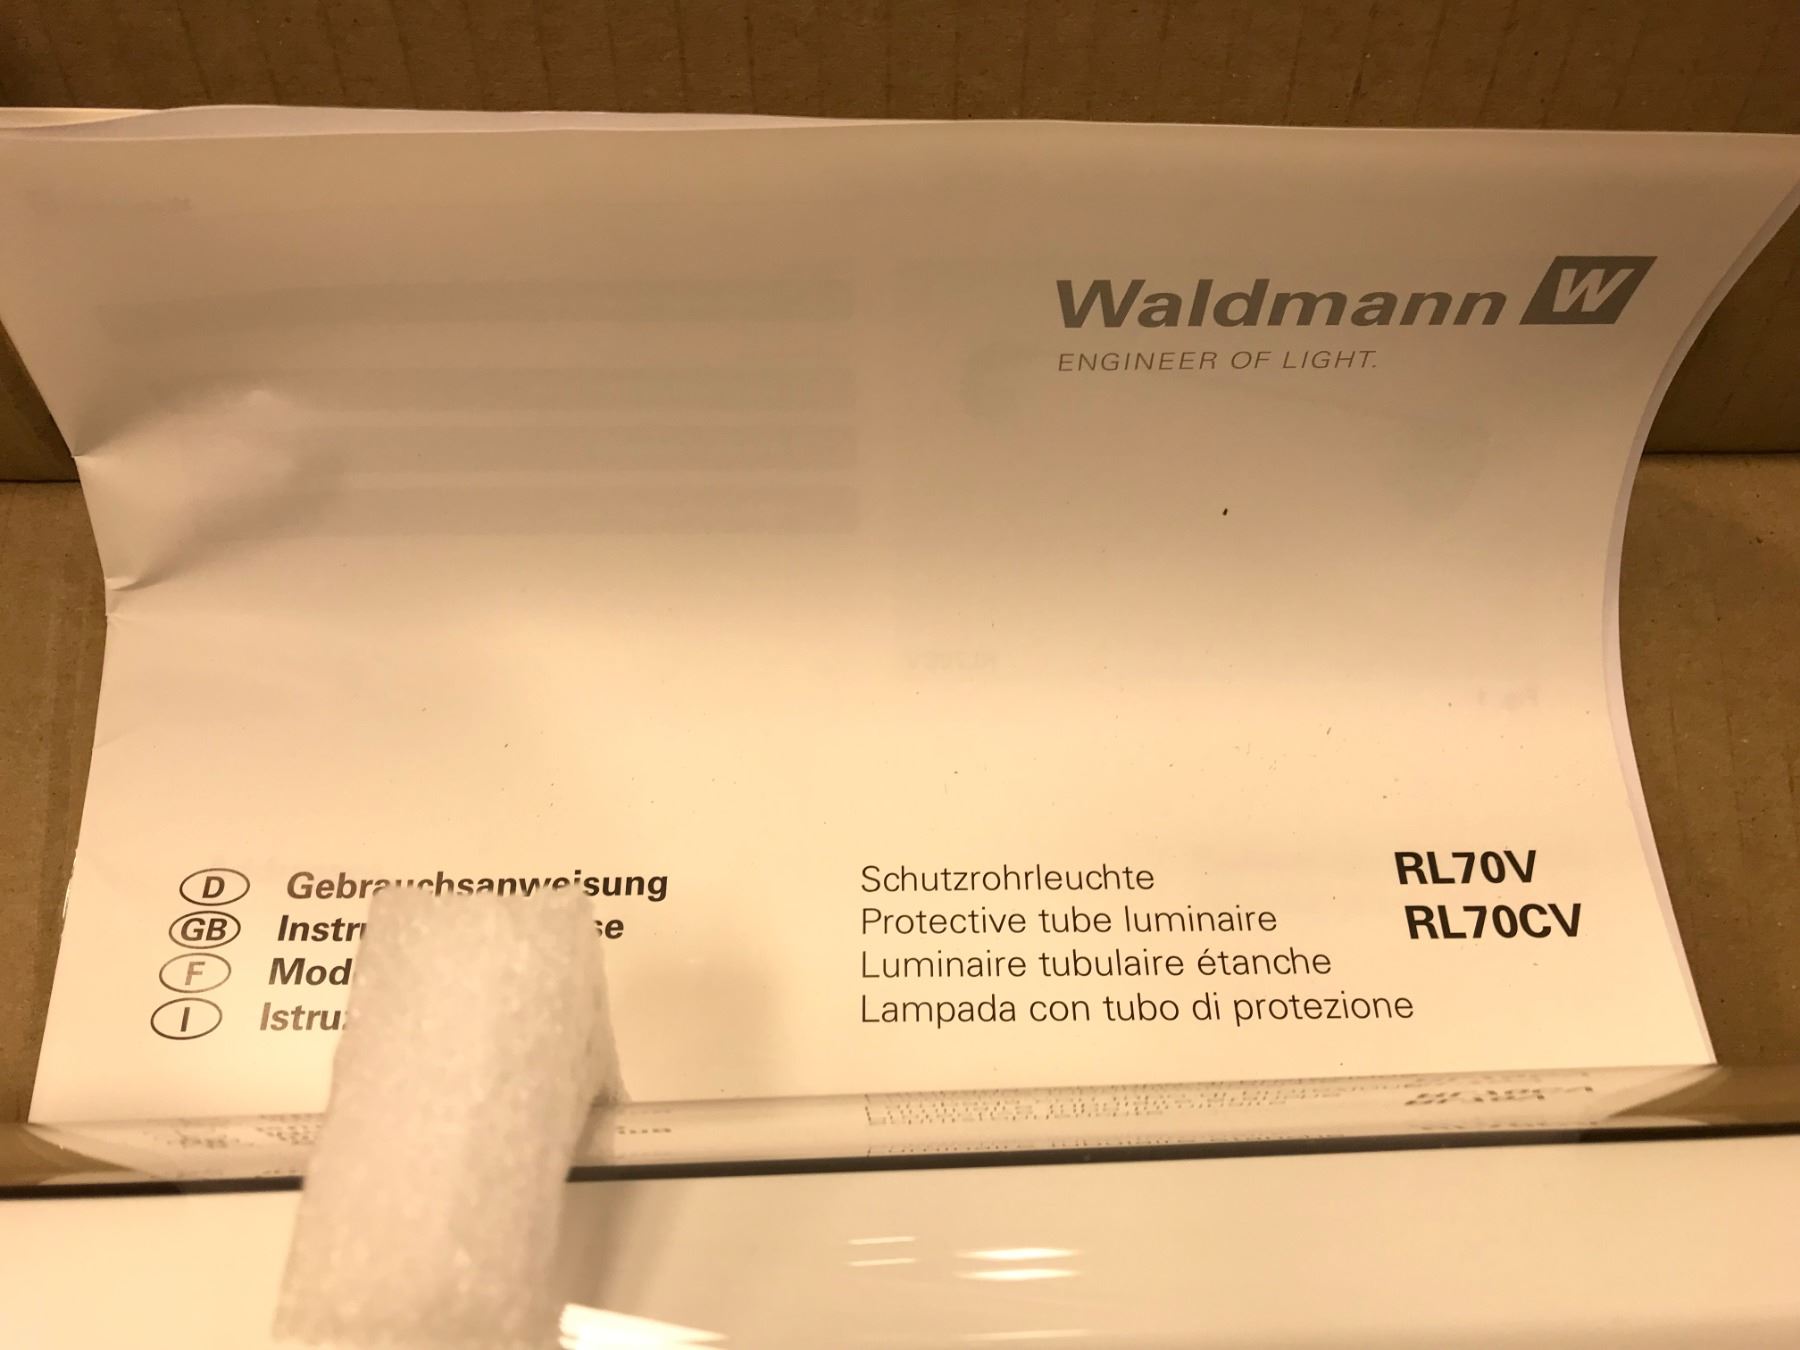 Waldmann W
ENGINEER OF LIGHT.
D Gebrauchsanweisung
GB
F
I
Schutzrohrleuchte
Protective tube luminaire
Luminaire tubulaire étanche
Lampada con tubo di protezione
RL70V
RL70CV